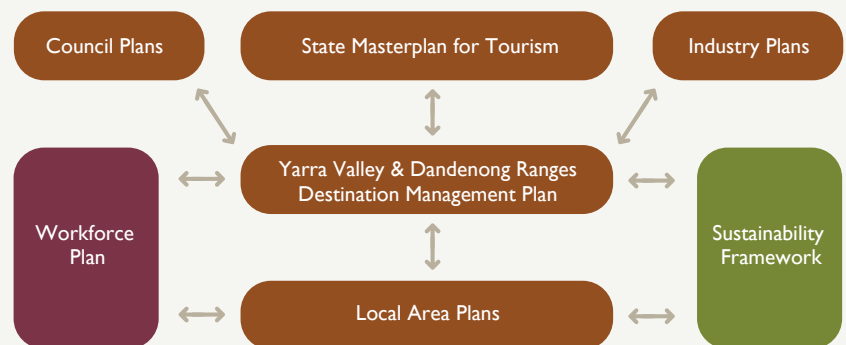 Council Plans
State Masterplan for Tourism
Industry Plans
Yarra Valley & Dandenong Ranges
Destination Management Plan
Workforce
Plan
Sustainability
Framework
Local Area Plans